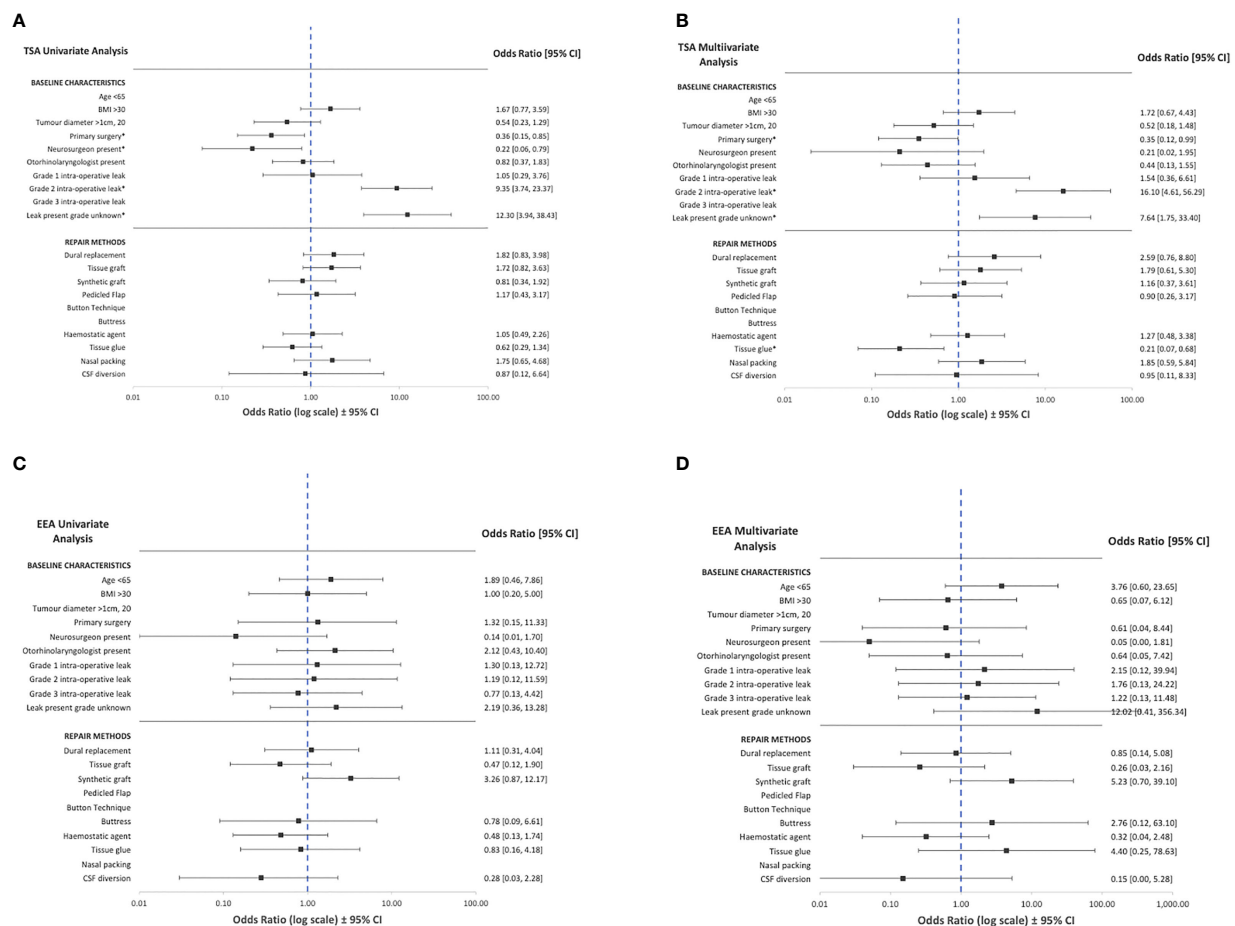 A
TSA Univariate Analysis
Odds Ratio [95% CI]
BASELINE CHARACTERISTICS
Age <65
BMI >30 1.67 [0.77, 3.59]
Tumour diameter >1cm, 20 0.54 [0.23, 1.29]
Primary surgery* 0.36 [0.15, 0.85]
Neurosurgeon present* 0.22 [0.06, 0.79]
Otorhinolaryngologist present 0.82 [0.37, 1.83]
Grade 1 intra-operative leak 1.05 [0.29, 3.76]
Grade 2 intra-operative leak* 9.35 [3.74, 23.37]
Grade 3 intra-operative leak
Leak present grade unknown* 12.30 [3.94, 38.43]
REPAIR METHODS
Dural replacement 1.82 [0.83, 3.98]
Tissue graft 1.72 [0.82, 3.63]
Synthetic graft 0.81 [0.34, 1.92]
Pedicled Flap 1.17 [0.43, 3.17]
Button Technique
Buttress
Haemostatic agent 1.05 [0.49, 2.26]
Tissue glue 0.62 [0.29, 1.34]
Nasal packing 1.75 [0.65, 4.68]
CSF diversion 0.87 [0.12, 6.64]
0.01 0.10 1.00 10.00 100.00
Odds Ratio (log scale) ± 95% CI
B
TSA Multiivariate
Analysis
Odds Ratio [95% CI]
BASELINE CHARACTERISTICS
Age <65
BMI >30 1.72 [0.67, 4.43]
Tumour diameter >1cm, 20 0.52 [0.18, 1.48]
Primary surgery* 0.35 [0.12, 0.99]
Neurosurgeon present 0.21 [0.02, 1.95]
Otorhinolaryngologist present 0.44 [0.13, 1.55]
Grade 1 intra-operative leak 1.54 [0.36, 6.61]
Grade 2 intra-operative leak* 16.10 [4.61, 56.29]
Grade 3 intra-operative leak
Leak present grade unknown* 7.64 [1.75, 33.40]
REPAIR METHODS
Dural replacement 2.59 [0.76, 8.80]
Tissue graft 1.79 [0.61, 5.30]
Synthetic graft 1.16 [0.37, 3.61]
Pedicled Flap 0.90 [0.26, 3.17]
Button Technique
Buttress
Haemostatic agent 1.27 [0.48, 3.38]
Tissue glue* 0.21 [0.07, 0.68]
Nasal packing 1.85 [0.59, 5.84]
CSF diversion 0.95 [0.11, 8.33]
0.01 0.10 1.00 10.00 100.00
Odds Ratio (log scale) ± 95% CI
C
EEA Univariate
Analysis
Odds Ratio [95% CI]
BASELINE CHARACTERISTICS
Age <65 1.89 [0.46, 7.86]
BMI >30 1.00 [0.20, 5.00]
Tumour diameter >1cm, 20
Primary surgery 1.32 [0.15, 11.33]
Neurosurgeon present 0.14 [0.01, 1.70]
Otorhinolaryngologist present 2.12 [0.43, 10.40]
Grade 1 intra-operative leak 1.30 [0.13, 12.72]
Grade 2 intra-operative leak 1.19 [0.12, 11.59]
Grade 3 intra-operative leak 0.77 [0.13, 4.42]
Leak present grade unknown 2.19 [0.36, 13.28]
REPAIR METHODS
Dural replacement 1.11 [0.31, 4.04]
Tissue graft 0.47 [0.12, 1.90]
Synthetic graft 3.26 [0.87, 12.17]
Pedicled Flap
Button Technique
Buttress 0.78 [0.09, 6.61]
Haemostatic agent 0.48 [0.13, 1.74]
Tissue glue 0.83 [0.16, 4.18]
Nasal packing
CSF diversion 0.28 [0.03, 2.28]
0.01 0.10 1.00 10.00 100.00
Odds Ratio (log scale) ± 95% CI
D
EEA Multivariate
Analysis
Odds Ratio [95% CI]
BASELINE CHARACTERISTICS
Age <65 3.76 [0.60, 23.65]
BMI >30 0.65 [0.07, 6.12]
Tumour diameter >1cm, 20
Primary surgery 0.61 [0.04, 8.44]
Neurosurgeon present 0.05 [0.00, 1.81]
Otorhinolaryngologist present 0.64 [0.05, 7.42]
Grade 1 intra-operative leak 2.15 [0.12, 39.94]
Grade 2 intra-operative leak 1.76 [0.13, 24.22]
Grade 3 intra-operative leak 1.22 [0.13, 11.48]
Leak present grade unknown 12.02 [0.41, 356.34]
REPAIR METHODS
Dural replacement 0.85 [0.14, 5.08]
Tissue graft 0.26 [0.03, 2.16]
Synthetic graft 5.23 [0.70, 39.10]
Pedicled Flap
Button Technique
Buttress 2.76 [0.12, 63.10]
Haemostatic agent 0.32 [0.04, 2.48]
Tissue glue 4.40 [0.25, 78.63]
Nasal packing
CSF diversion 0.15 [0.00, 5.28]
0.01 0.10 1.00 10.00 100.00 1,000.00
Odds Ratio (log scale) ± 95% CI